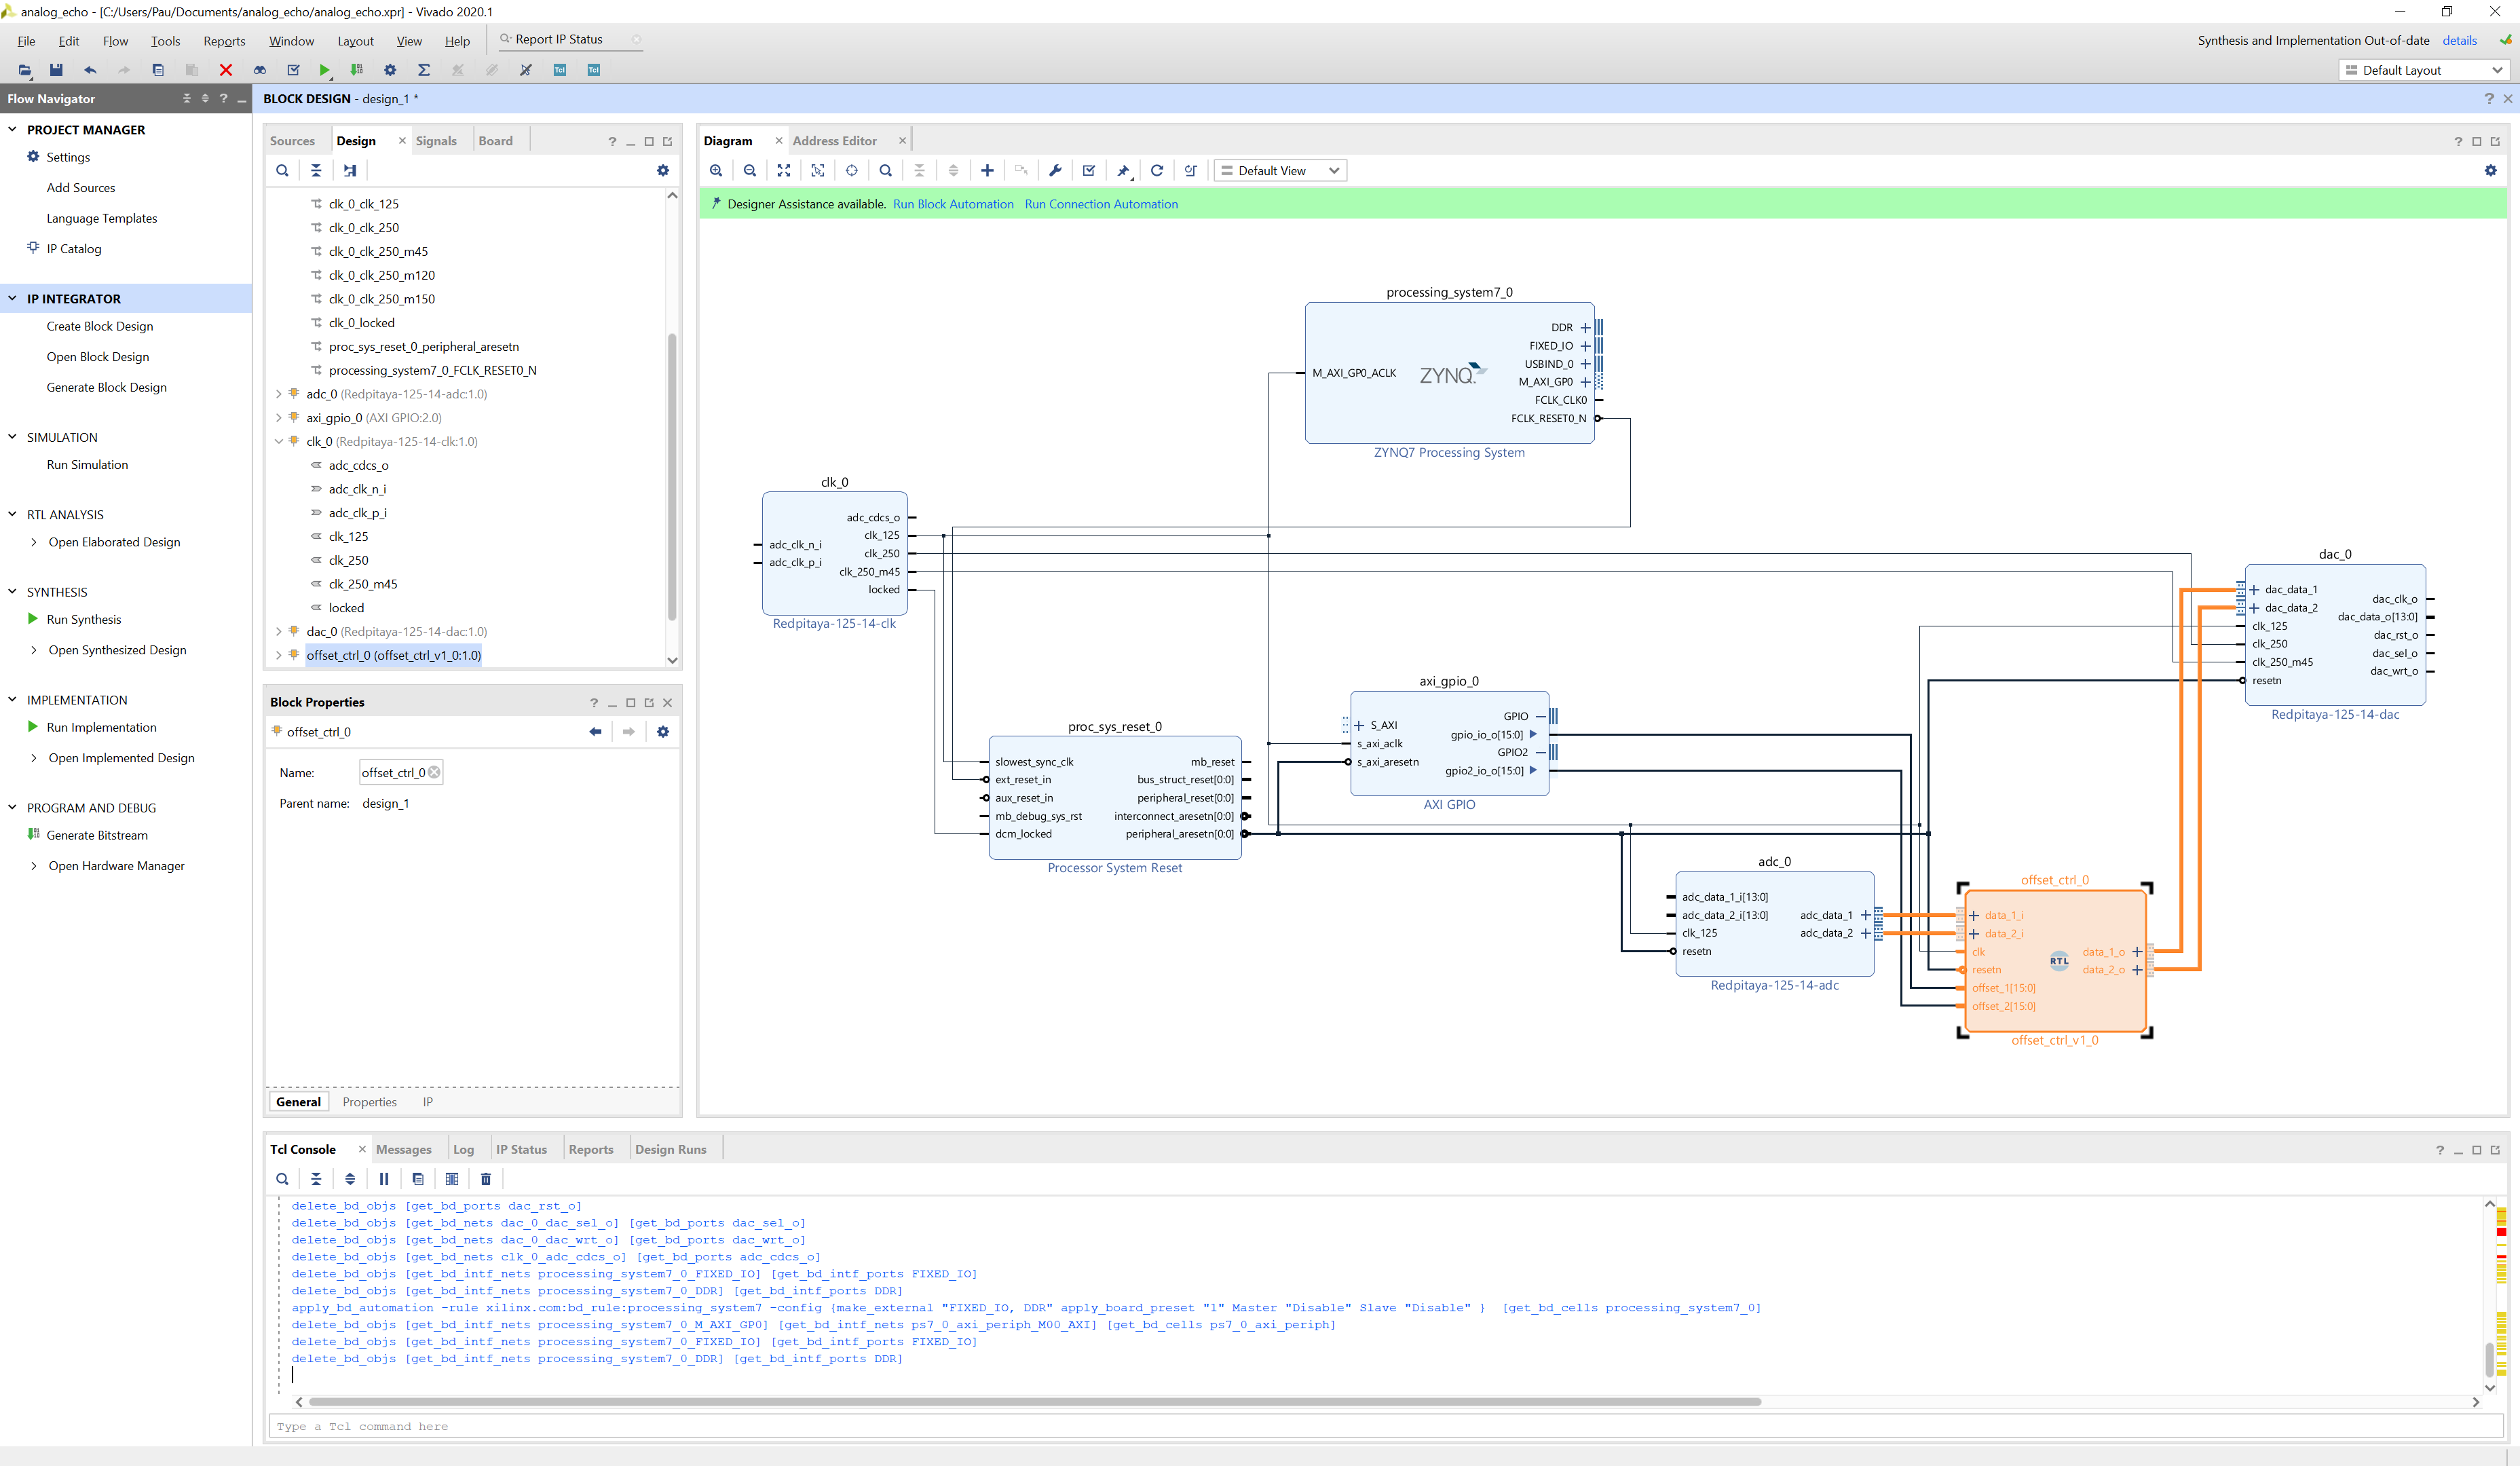 analog_echo - [C:/Users/Pau/Documents/analog_echo/analog_echo.xpr] - Vivado 2020.1
File Edit Flow Tools Reports Window Layout View Help Report IP Status
Synthesis and Implementation Out-of-date details
Tcl Tcl
Default Layout
Flow Navigator
PROJECT MANAGER
Settings
Add Sources
Language Templates
IP Catalog
IP INTEGRATOR
Create Block Design
Open Block Design
Generate Block Design
SIMULATION
Run Simulation
RTL ANALYSIS
Open Elaborated Design
SYNTHESIS
Run Synthesis
Open Synthesized Design
IMPLEMENTATION
Run Implementation
Open Implemented Design
PROGRAM AND DEBUG
Generate Bitstream
Open Hardware Manager
BLOCK DESIGN - design_1 *
Sources Design Signals Board
clk_0_clk_125
clk_0_clk_250
clk_0_clk_250_m45
clk_0_clk_250_m120
clk_0_clk_250_m150
clk_0_locked
proc_sys_reset_0_peripheral_aresetn
processing_system7_0_FCLK_RESET0_N
adc_0 (Redpitaya-125-14-adc:1.0)
axi_gpio_0 (AXI GPIO:2.0)
clk_0 (Redpitaya-125-14-clk:1.0)
adc_cdcs_o
adc_clk_n_i
adc_clk_p_i
clk_125
clk_250
clk_250_m45
locked
dac_0 (Redpitaya-125-14-dac:1.0)
offset_ctrl_0 (offset_ctrl_v1_0:1.0)
Block Properties
offset_ctrl_0
Name: offset_ctrl_0
Parent name: design_1
General Properties IP
Diagram Address Editor
Default View
Designer Assistance available. Run Block Automation Run Connection Automation
processing_system7_0
DDR
FIXED_IO
USBIND_0
M_AXI_GP0_ACLK
ZYNQ
M_AXI_GP0
FCLK_CLK0
FCLK_RESET0_N
ZYNQ7 Processing System
clk_0
adc_cdcs_o
clk_125
adc_clk_n_i
clk_250
adc_clk_p_i
clk_250_m45
locked
Redpitaya-125-14-clk
dac_0
dac_data_1
dac_data_2
clk_125
clk_250
clk_250_m45
resetn
dac_clk_o
dac_data_o[13:0]
dac_rst_o
dac_sel_o
dac_wrt_o
Redpitaya-125-14-dac
axi_gpio_0
S_AXI
s_axi_aclk
s_axi_aresetn
GPIO
gpio_io_o[15:0]
GPIO2
gpio2_io_o[15:0]
AXI GPIO
proc_sys_reset_0
slowest_sync_clk
ext_reset_in
aux_reset_in
mb_debug_sys_rst
dcm_locked
mb_reset
bus_struct_reset[0:0]
peripheral_reset[0:0]
interconnect_aresetn[0:0]
peripheral_aresetn[0:0]
Processor System Reset
adc_0
adc_data_1_i[13:0]
adc_data_2_i[13:0]
clk_125
resetn
adc_data_1
adc_data_2
Redpitaya-125-14-adc
offset_ctrl_0
data_1_i
data_2_i
clk
resetn
offset_1[15:0]
offset_2[15:0]
RTL
data_1_o
data_2_o
offset_ctrl_v1_0
Tcl Console Messages Log IP Status Reports Design Runs
delete_bd_objs [get_bd_ports dac_rst_o]
delete_bd_objs [get_bd_nets dac_0_dac_sel_o] [get_bd_ports dac_sel_o]
delete_bd_objs [get_bd_nets dac_0_dac_wrt_o] [get_bd_ports dac_wrt_o]
delete_bd_objs [get_bd_nets clk_0_adc_cdcs_o] [get_bd_ports adc_cdcs_o]
delete_bd_objs [get_bd_intf_nets processing_system7_0_FIXED_IO] [get_bd_intf_ports FIXED_IO]
delete_bd_objs [get_bd_intf_nets processing_system7_0_DDR] [get_bd_intf_ports DDR]
apply_bd_automation -rule xilinx.com:bd_rule:processing_system7 -config {make_external "FIXED_IO, DDR" apply_board_preset "1" Master "Disable" Slave "Disable" } [get_bd_cells processing_system7_0]
delete_bd_objs [get_bd_intf_nets processing_system7_0_M_AXI_GP0] [get_bd_intf_nets ps7_0_axi_periph_M00_AXI] [get_bd_cells ps7_0_axi_periph]
delete_bd_objs [get_bd_intf_nets processing_system7_0_FIXED_IO] [get_bd_intf_ports FIXED_IO]
delete_bd_objs [get_bd_intf_nets processing_system7_0_DDR] [get_bd_intf_ports DDR]
Type a Tcl command here